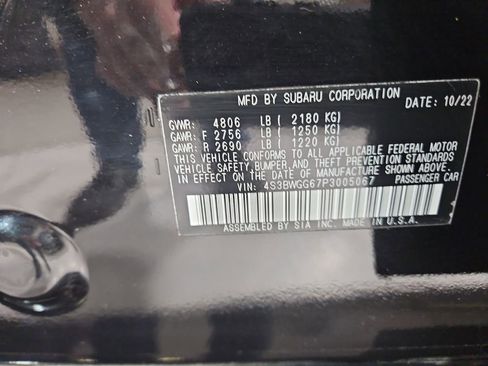 MFD BY SUBARU CORPORATION DATE: 10/22
GVWR: 4806 LB ( 2180 KG)
GAWR: F 2756 LB ( 1250 KG)
GAWR: R 2690 LB ( 1220 KG)
THIS VEHICLE CONFORMS TO ALL APPLICABLE FEDERAL MOTOR
VEHICLE SAFETY,BUMPER,AND THEFT PREVENTION STANDARDS
IN EFFECT ON THE DATE OF MANUFACTURE SHOWN ABOVE.
VIN: 4S3BWGG67P3005067 PASSENGER CAR
ASSEMBLED BY SIA INC. MADE IN U.S.A.